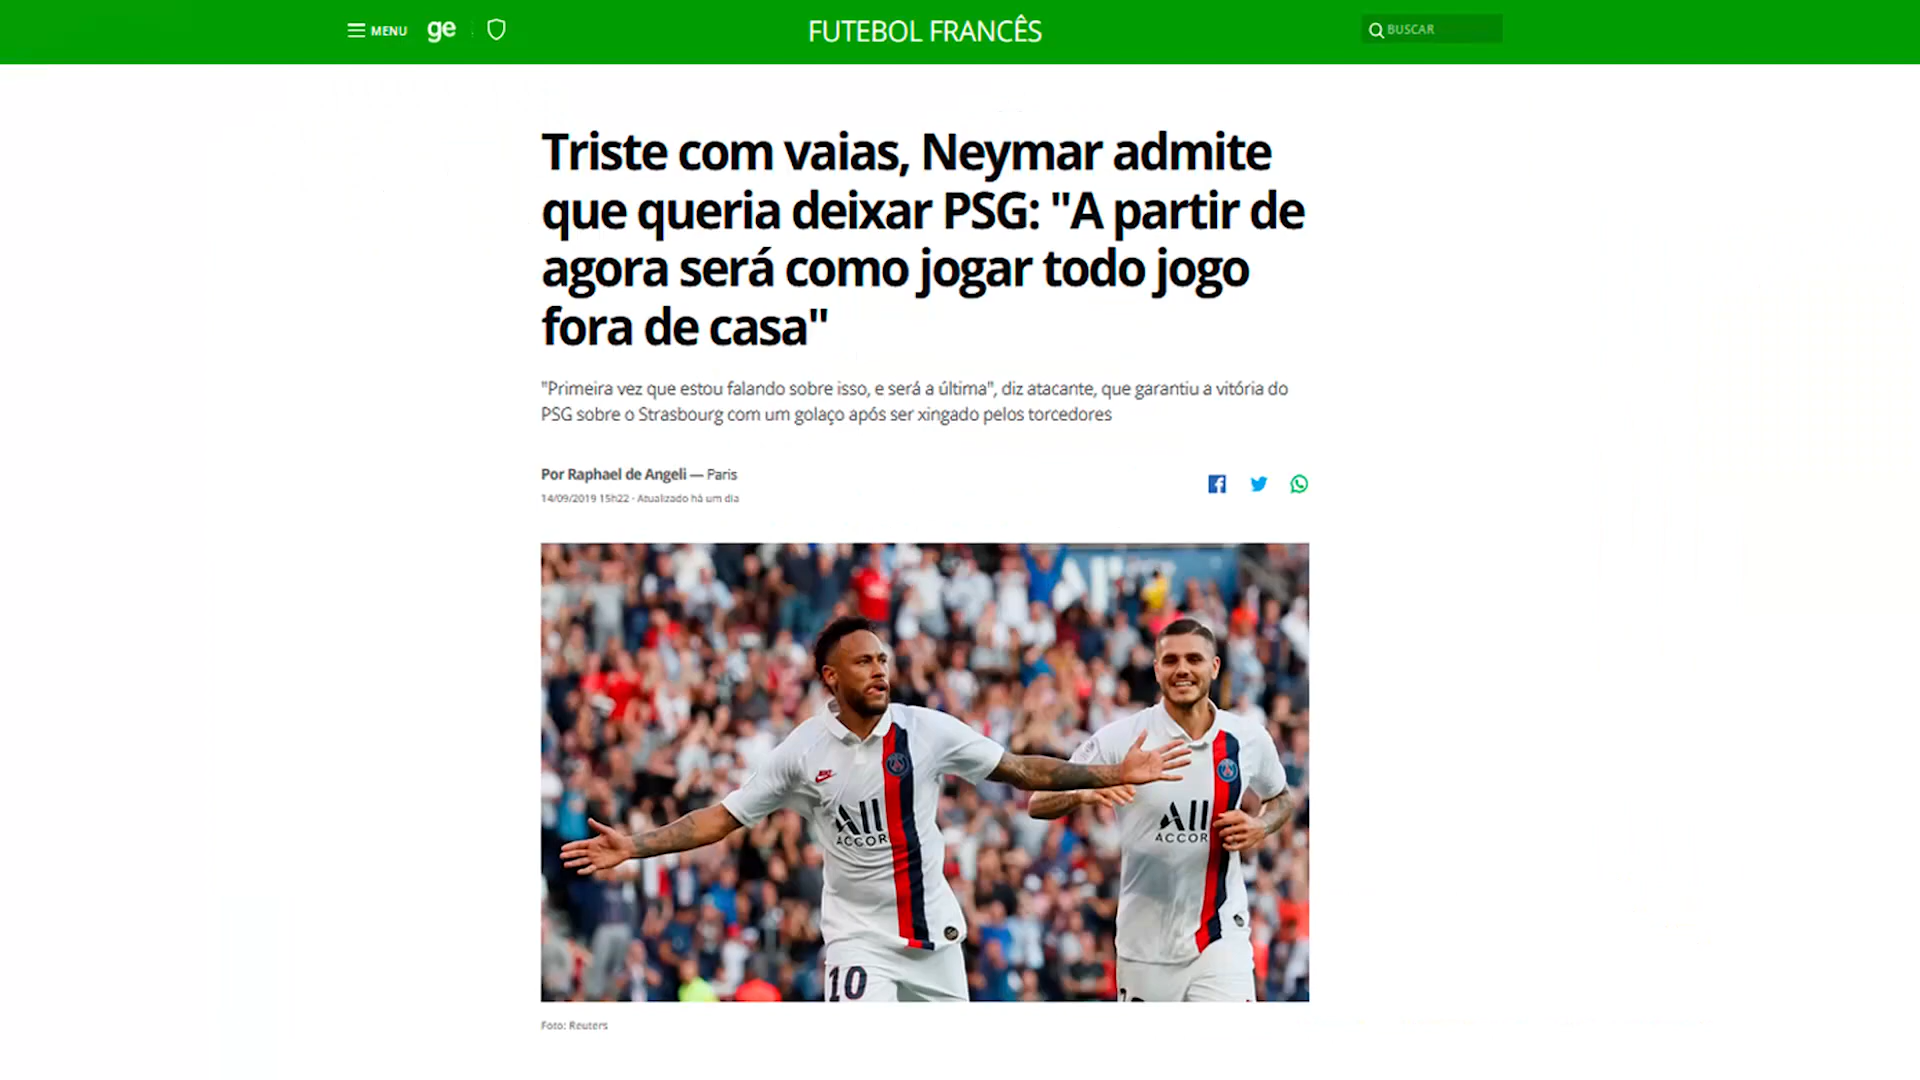 MENU
ge
FUTEBOL FRANCÊS
BUSCAR
Triste com vaias, Neymar admite
que queria deixar PSG: "A partir de
agora será como jogar todo jogo
fora de casa"
"Primeira vez que estou falando sobre isso, e será a última", diz atacante, que garantiu a vitória do
PSG sobre o Strasbourg com um golaço após ser xingado pelos torcedores
Por Raphael de Angeli — Paris
14/09/2019 15h22 · Atualizado há um dia
All
ACCOR
All
ACCOR
10
Foto: Reuters